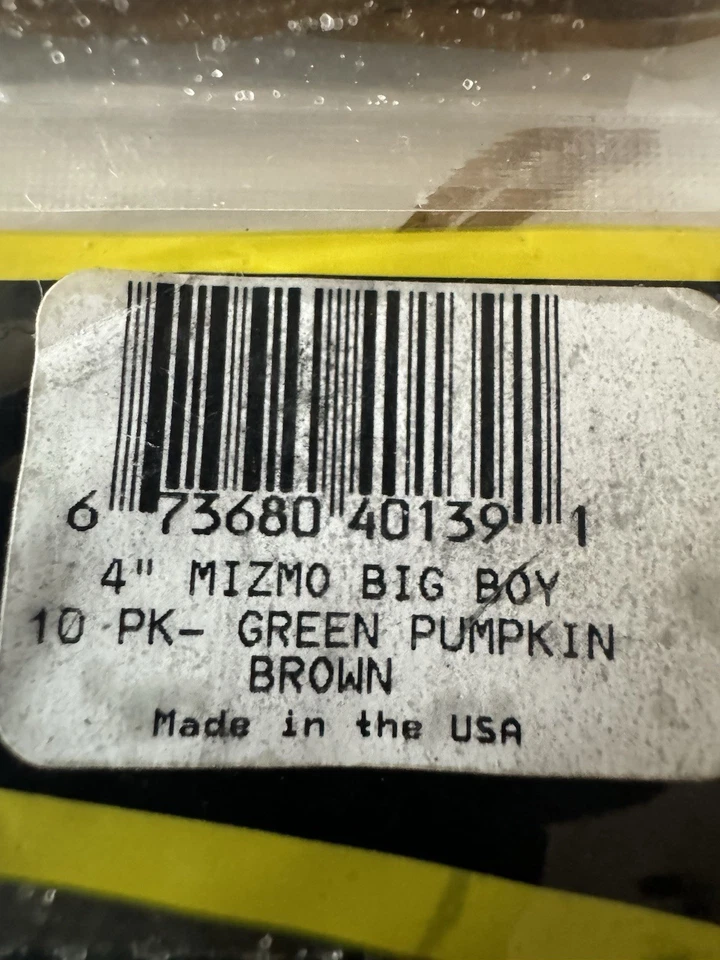 6 73680 40139 1
4" MIZMO BIG BOY
10 PK- GREEN PUMPKIN
BROWN
Made in the USA